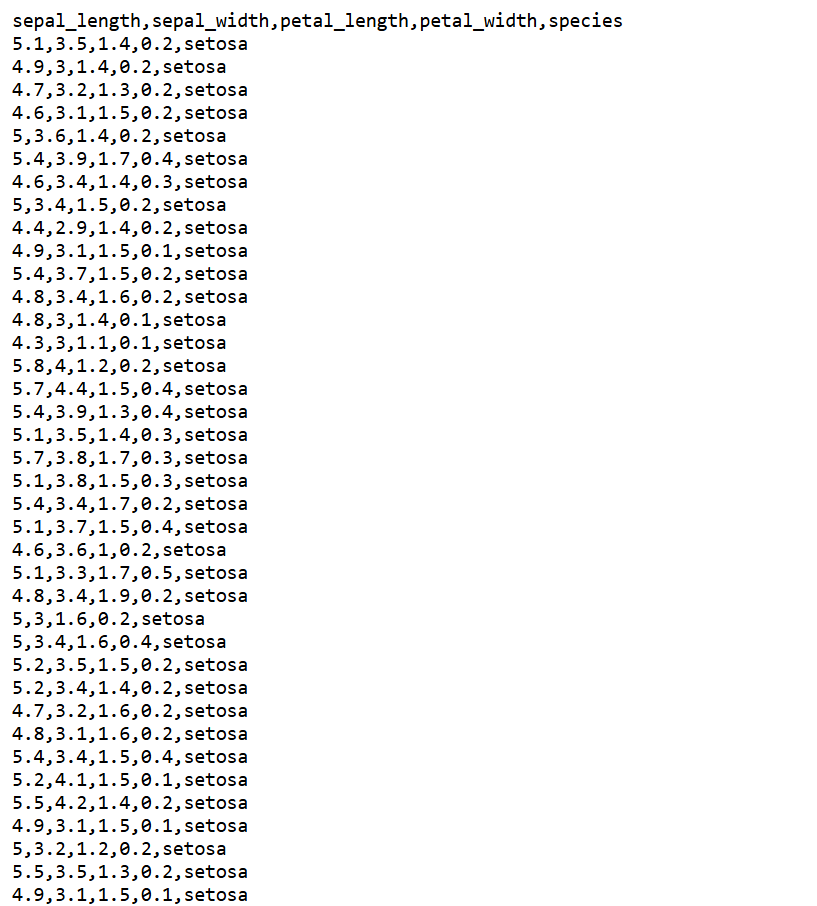 sepal_length,sepal_width,petal_length,petal_width,species
5.1,3.5,1.4,0.2,setosa
4.9,3,1.4,0.2,setosa
4.7,3.2,1.3,0.2,setosa
4.6,3.1,1.5,0.2,setosa
5,3.6,1.4,0.2,setosa
5.4,3.9,1.7,0.4,setosa
4.6,3.4,1.4,0.3,setosa
5,3.4,1.5,0.2,setosa
4.4,2.9,1.4,0.2,setosa
4.9,3.1,1.5,0.1,setosa
5.4,3.7,1.5,0.2,setosa
4.8,3.4,1.6,0.2,setosa
4.8,3,1.4,0.1,setosa
4.3,3,1.1,0.1,setosa
5.8,4,1.2,0.2,setosa
5.7,4.4,1.5,0.4,setosa
5.4,3.9,1.3,0.4,setosa
5.1,3.5,1.4,0.3,setosa
5.7,3.8,1.7,0.3,setosa
5.1,3.8,1.5,0.3,setosa
5.4,3.4,1.7,0.2,setosa
5.1,3.7,1.5,0.4,setosa
4.6,3.6,1,0.2,setosa
5.1,3.3,1.7,0.5,setosa
4.8,3.4,1.9,0.2,setosa
5,3,1.6,0.2,setosa
5,3.4,1.6,0.4,setosa
5.2,3.5,1.5,0.2,setosa
5.2,3.4,1.4,0.2,setosa
4.7,3.2,1.6,0.2,setosa
4.8,3.1,1.6,0.2,setosa
5.4,3.4,1.5,0.4,setosa
5.2,4.1,1.5,0.1,setosa
5.5,4.2,1.4,0.2,setosa
4.9,3.1,1.5,0.1,setosa
5,3.2,1.2,0.2,setosa
5.5,3.5,1.3,0.2,setosa
4.9,3.1,1.5,0.1,setosa